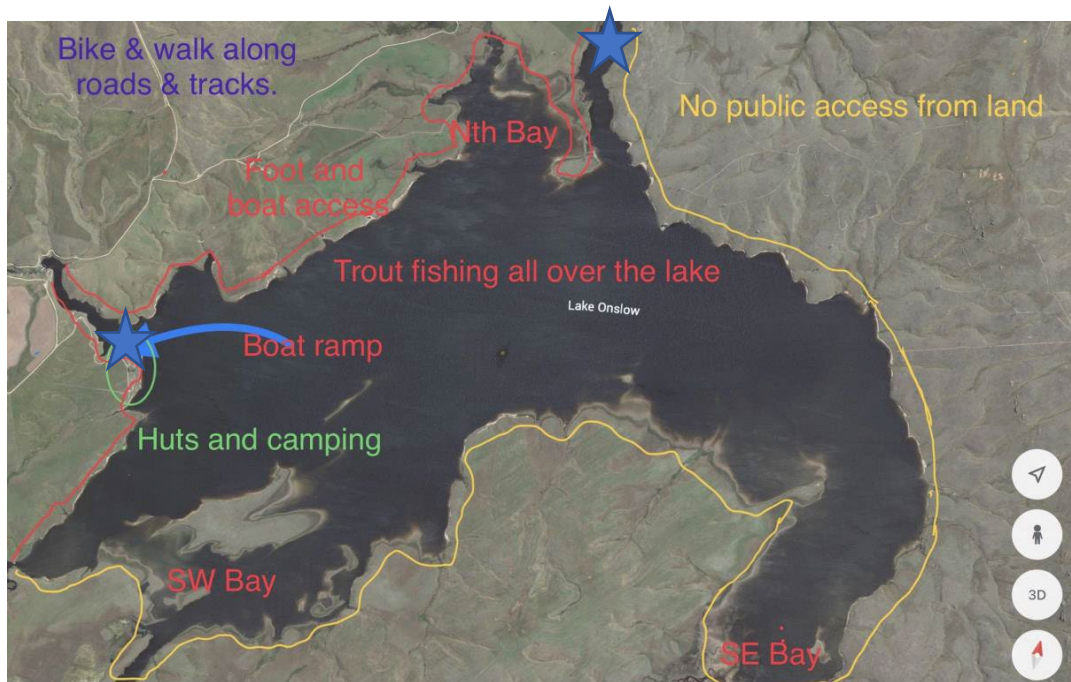 Bike & walk along
roads & tracks.
No public access from land
Nth Bay
Foot and
boat access
Trout fishing all over the lake
Lake Onslow
Boat ramp
Huts and camping
SW Bay
3D
SE Bay